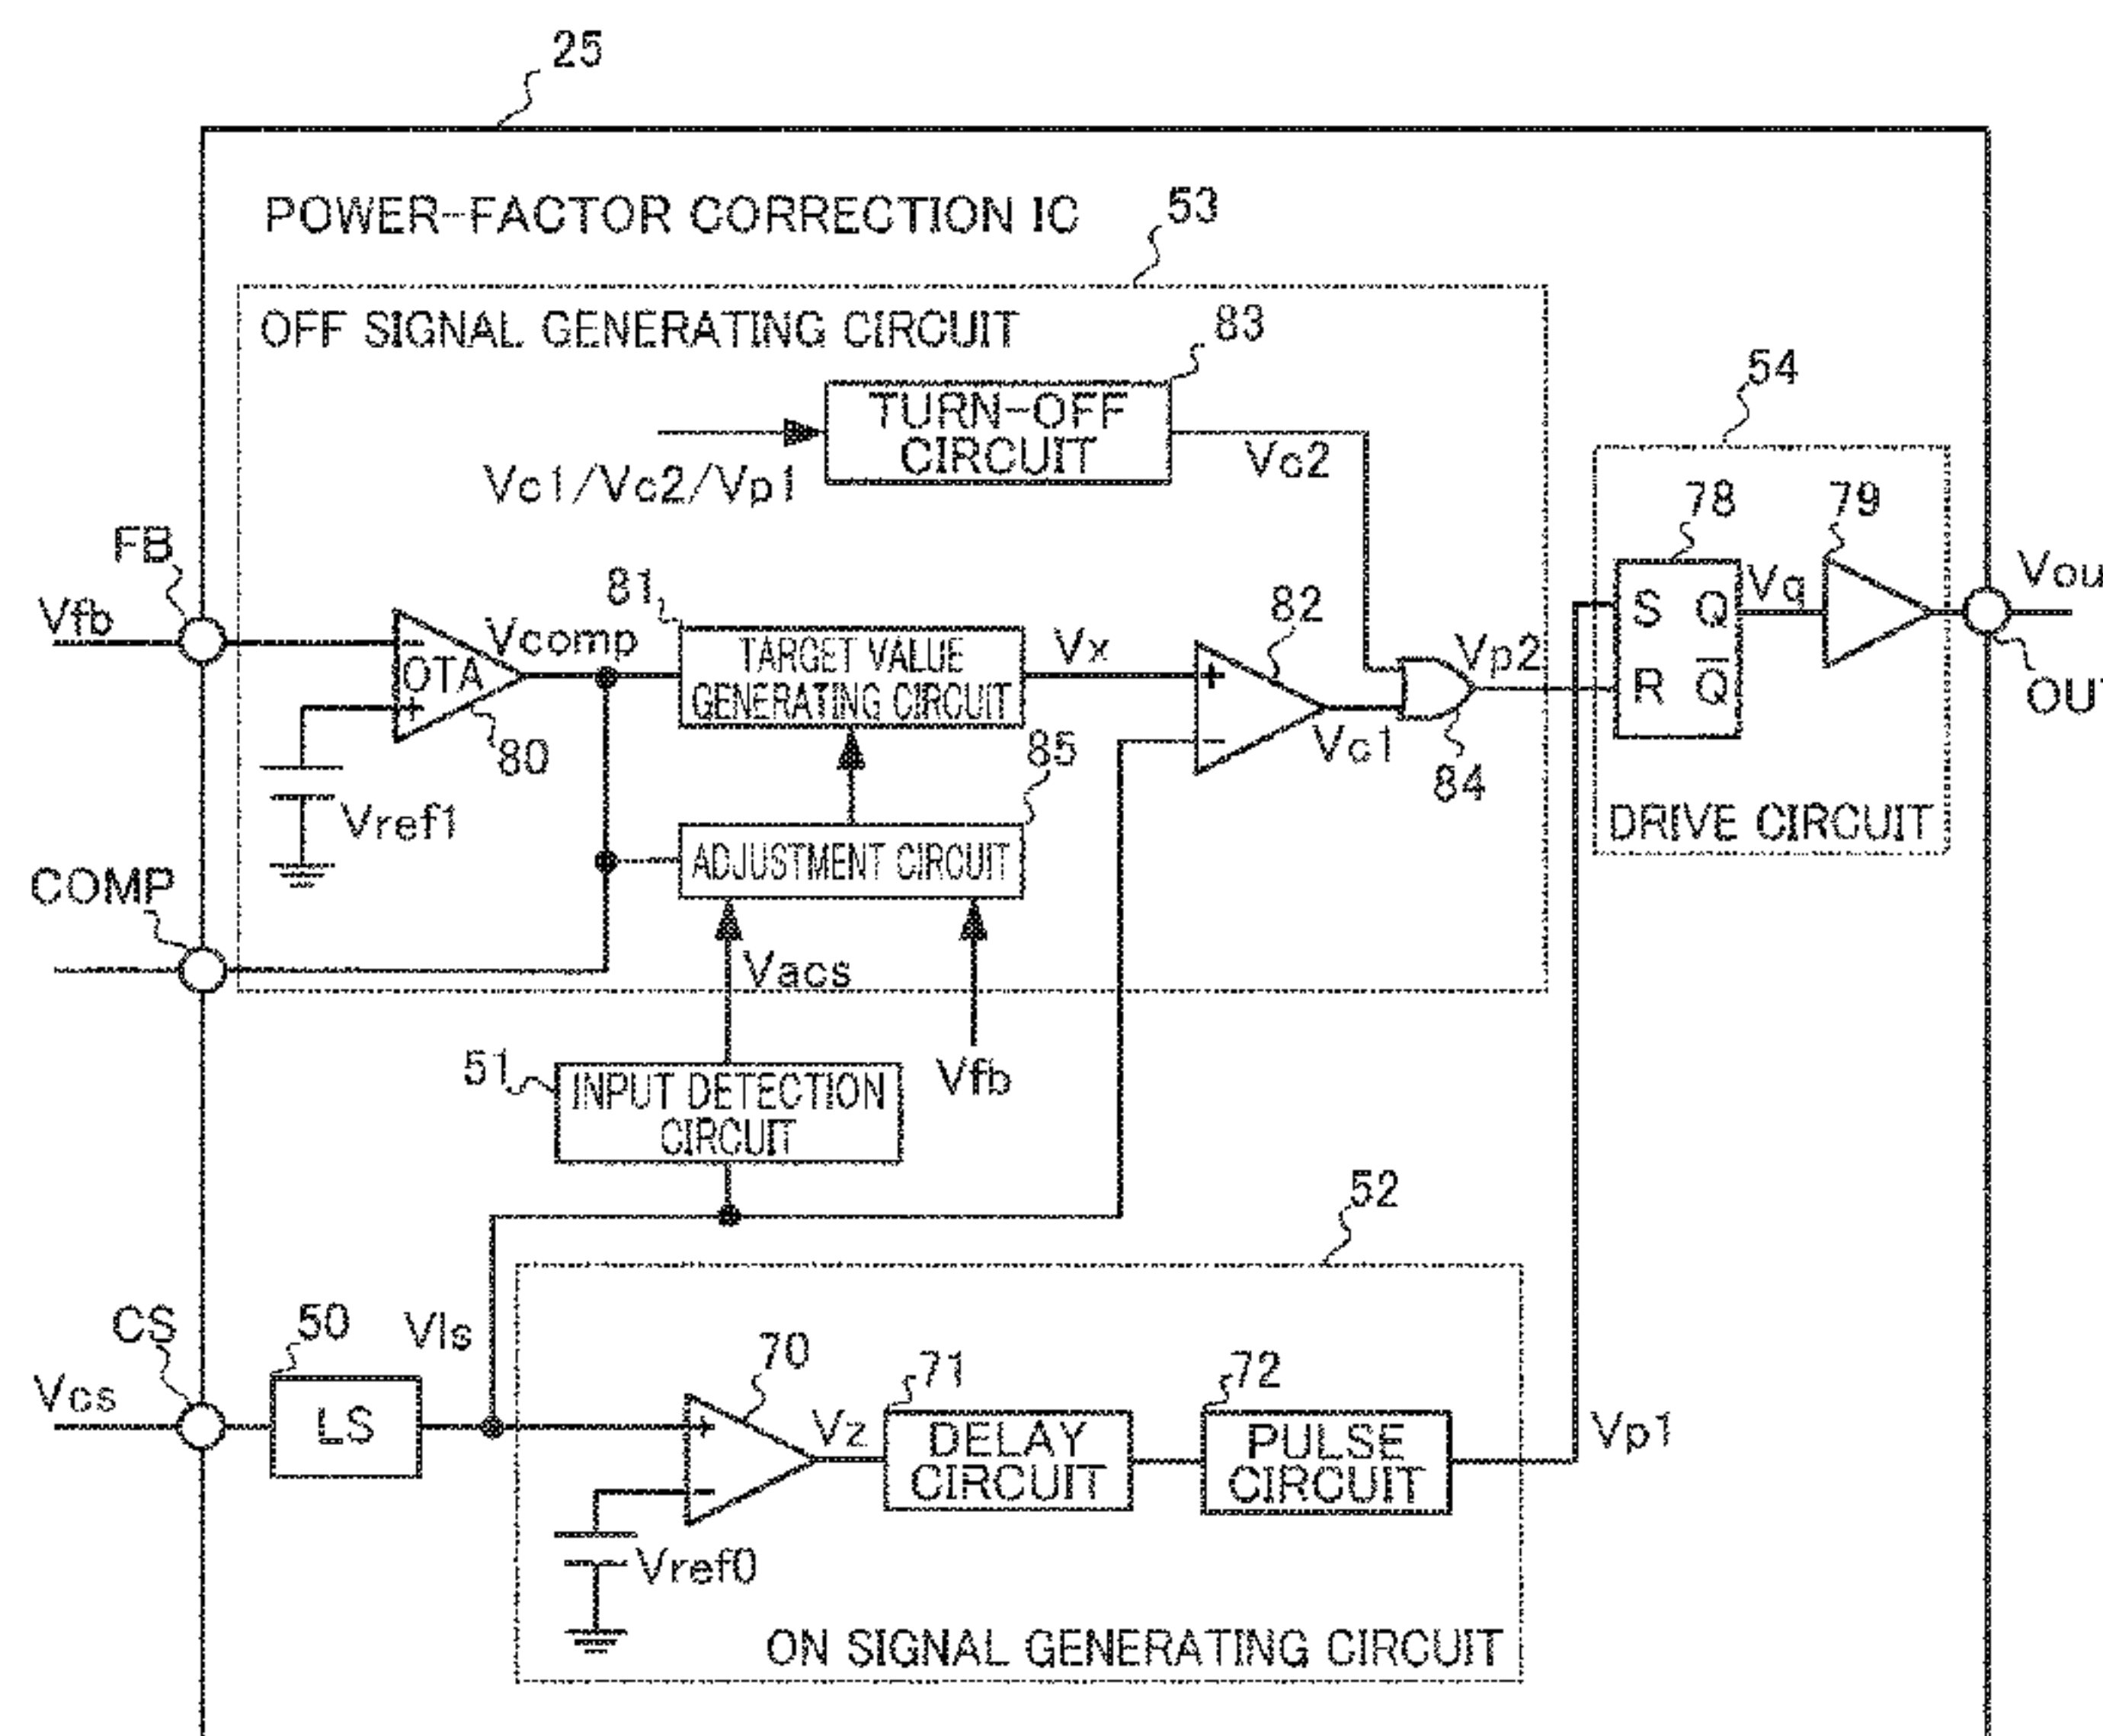 25
POWER-FACTOR CORRECTION IC
53
OFF SIGNAL GENERATING CIRCUIT
83
TURN-OFF
CIRCUIT
Vc1/Vc2/Vp1
Vc2
54
78
79
FB
Vfb
OTA
80
Vcomp
81
TARGET VALUE
GENERATING CIRCUIT
Vx
82
+
−
Vc1
Vp2
84
S Q
R Q̅
Vq
Vou
OUT
DRIVE CIRCUIT
−
+
Vref1
85
ADJUSTMENT CIRCUIT
COMP
Vacs
Vfb
51
INPUT DETECTION
CIRCUIT
52
CS
Vcs
50
LS
Vls
70
+
−
Vz
71
DELAY
CIRCUIT
72
PULSE
CIRCUIT
Vp1
Vref0
ON SIGNAL GENERATING CIRCUIT